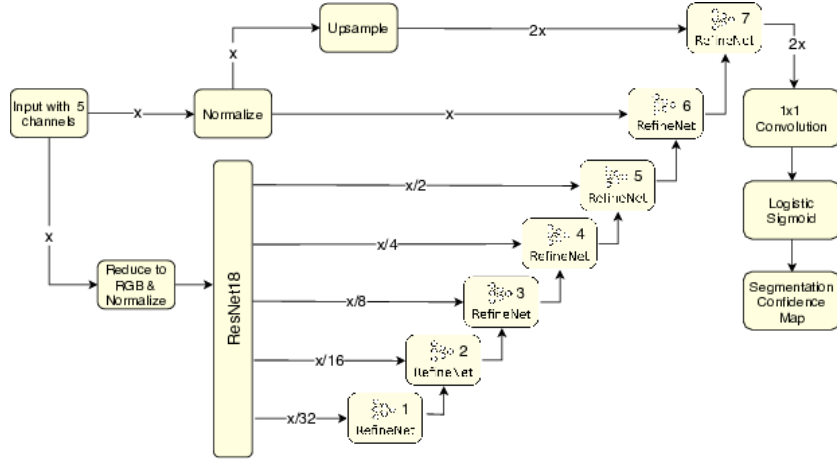 7
RefineNet
Upsample
2x
2x
x
Input with 5
channels
x
Normalize
x
6
RefineNet
1x1
Convolution
x/2
5
RefineNet
x
x/4
4
RefineNet
Logistic
Sigmoid
Reduce to
RGB &
Normalize
ResNet18
x/8
3
RefineNet
Segmentation
Confidence
Map
x/16
2
RefineNet
x/32
1
RefineNet